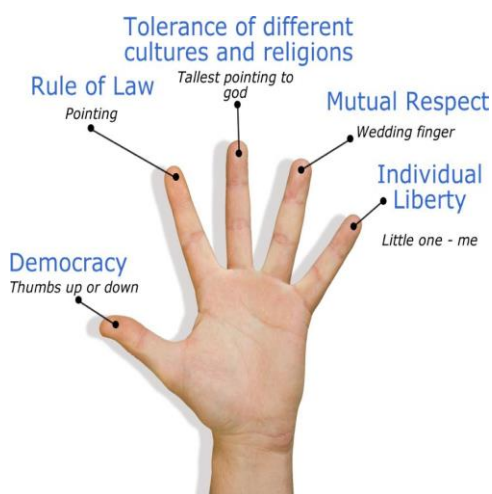 Tolerance of different
cultures and religions
Tallest pointing to
god
Rule of Law
Pointing
Mutual Respect
Wedding finger
Individual
Liberty
Little one - me
Democracy
Thumbs up or down